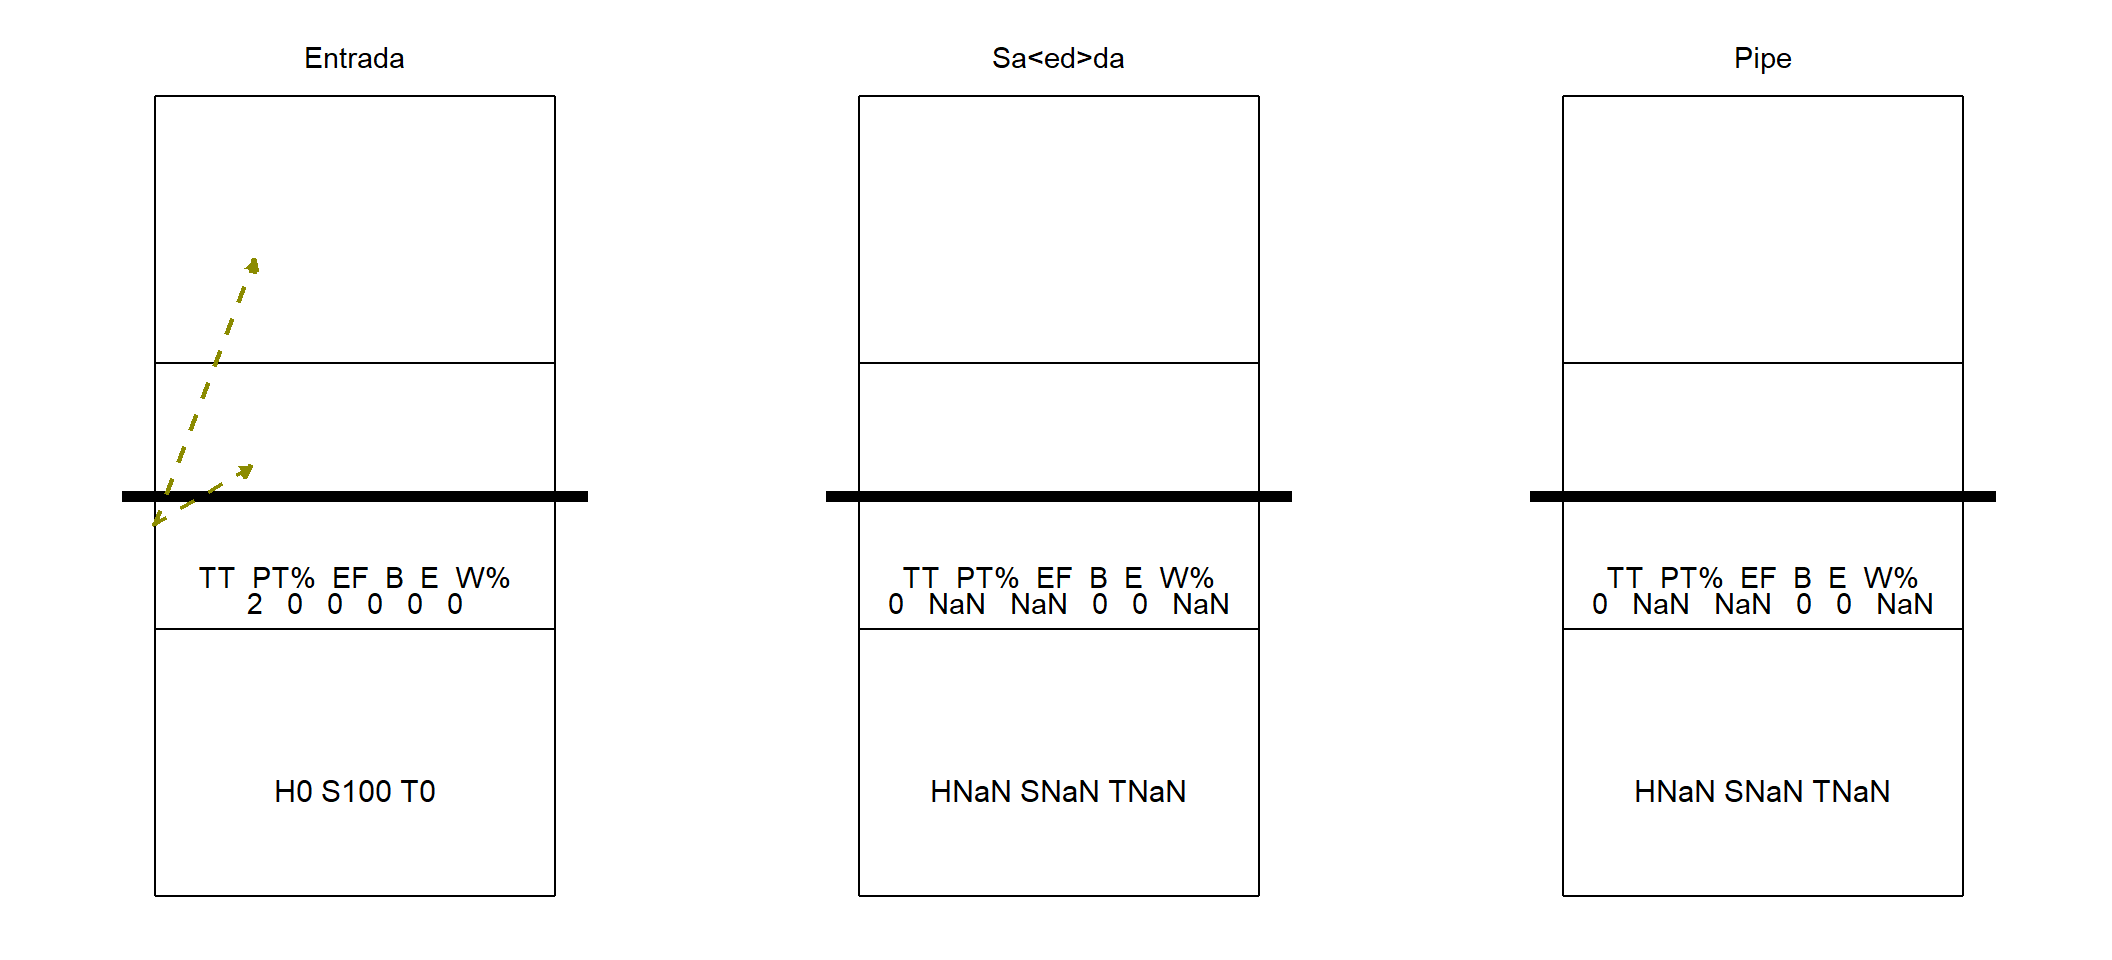 Entrada
TT PT% EF B E W%
2 0 0 0 0 0
H0 S100 T0
Sa<ed>da
TT PT% EF B E W%
0 NaN NaN 0 0 NaN
HNaN SNaN TNaN
Pipe
TT PT% EF B E W%
0 NaN NaN 0 0 NaN
HNaN SNaN TNaN